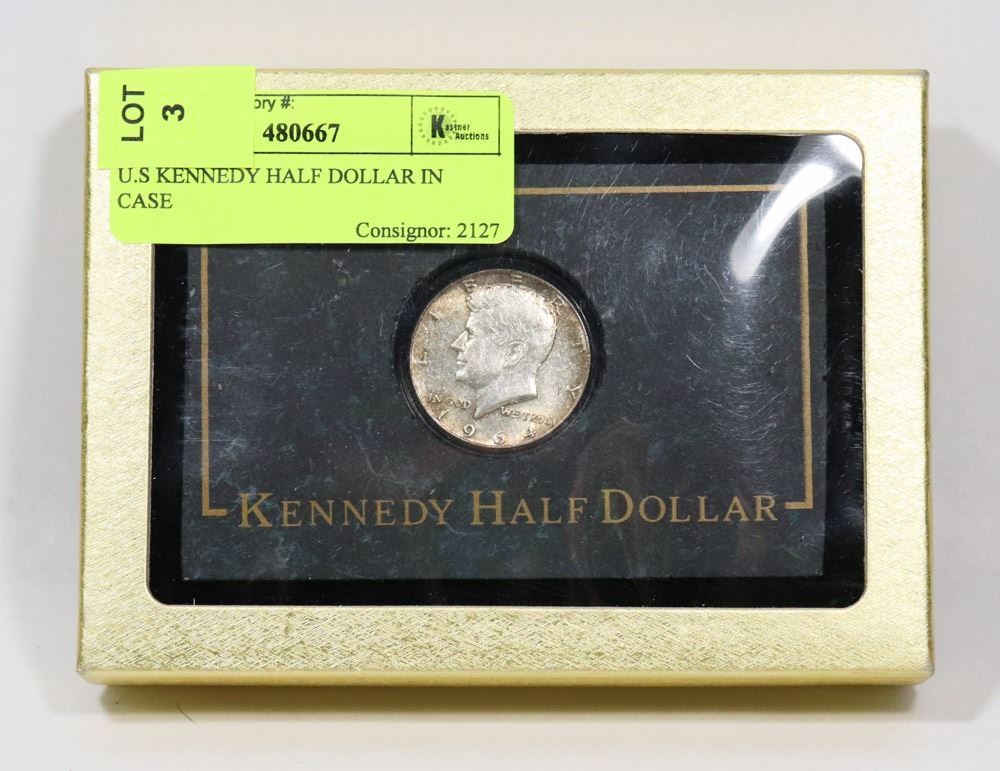 LOT
3
ory #:
480667
Kastner
Auctions
U.S KENNEDY HALF DOLLAR IN
CASE
Consignor: 2127
LIBERTY
IN GOD WE TRUST
1964
KENNEDY HALF DOLLAR